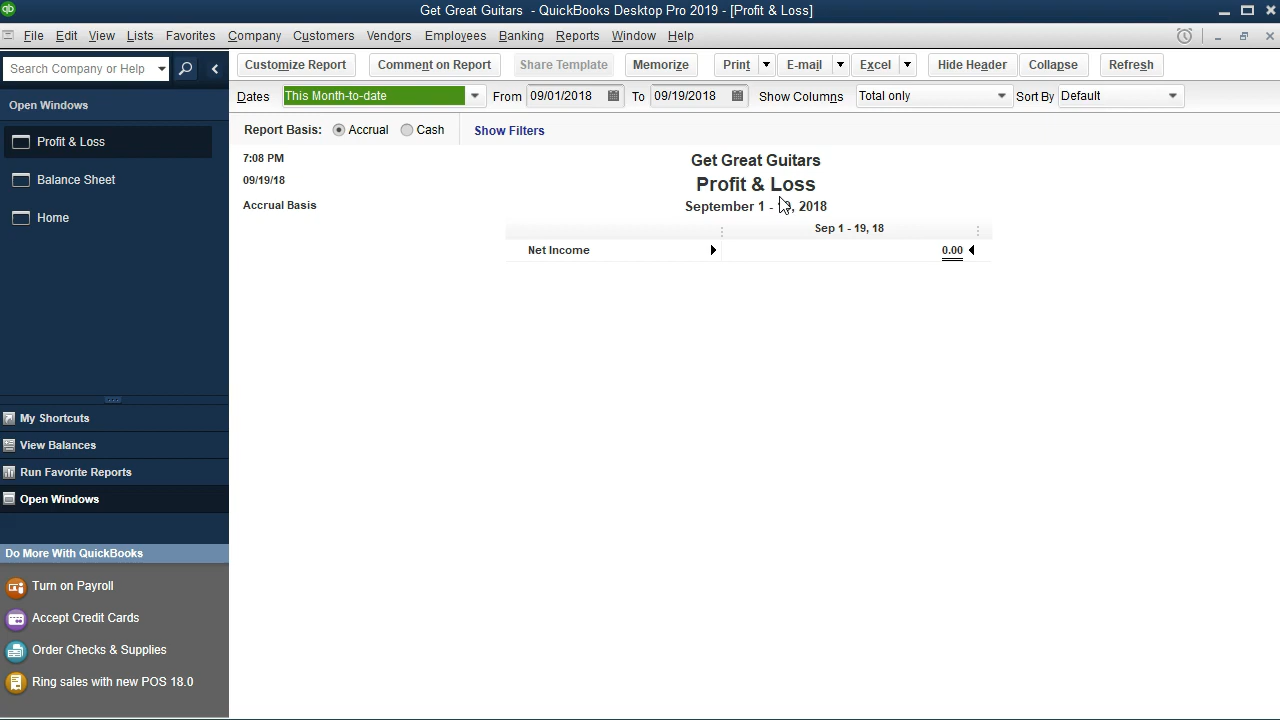 qb Get Great Guitars - QuickBooks Desktop Pro 2019 - [Profit & Loss]
File Edit View Lists Favorites Company Customers Vendors Employees Banking Reports Window Help
Search Company or Help Customize Report Comment on Report Share Template Memorize Print E-mail Excel Hide Header Collapse Refresh
Open Windows Dates This Month-to-date From 09/01/2018 To 09/19/2018 Show Columns Total only Sort By Default
Report Basis: Accrual Cash Show Filters
Profit & Loss
Balance Sheet
Home
7:08 PM
09/19/18
Accrual Basis
Get Great Guitars
Profit & Loss
September 1 - 2018
Sep 1 - 19, 18
Net Income 0.00
My Shortcuts
View Balances
Run Favorite Reports
Open Windows
Do More With QuickBooks
Turn on Payroll
Accept Credit Cards
Order Checks & Supplies
Ring sales with new POS 18.0